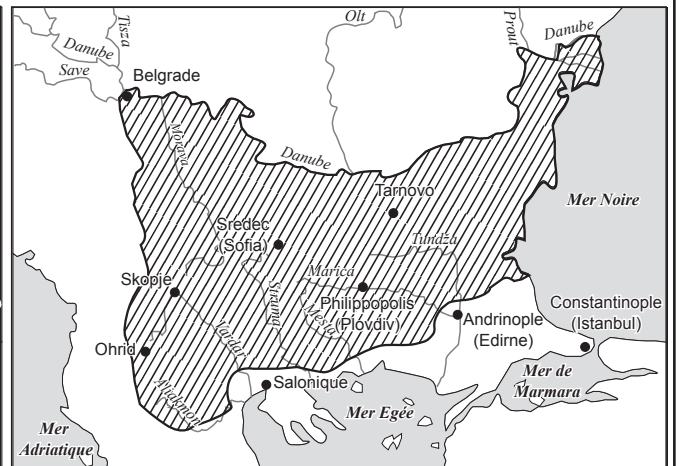 Tisza
Olt
Prout
Danube
Danube
Save
Belgrade
Morava
Danube
Tarnovo
Mer Noire
Sredec
(Sofia)
Tundža
Skopje
Marica
Struma
Mesta
Philippopolis
(Plovdiv)
Vardar
Andrinople
(Edirne)
Constantinople
(Istanbul)
Ohrid
Aliakmon
Salonique
Mer de
Marmara
Mer Egée
Mer
Adriatique